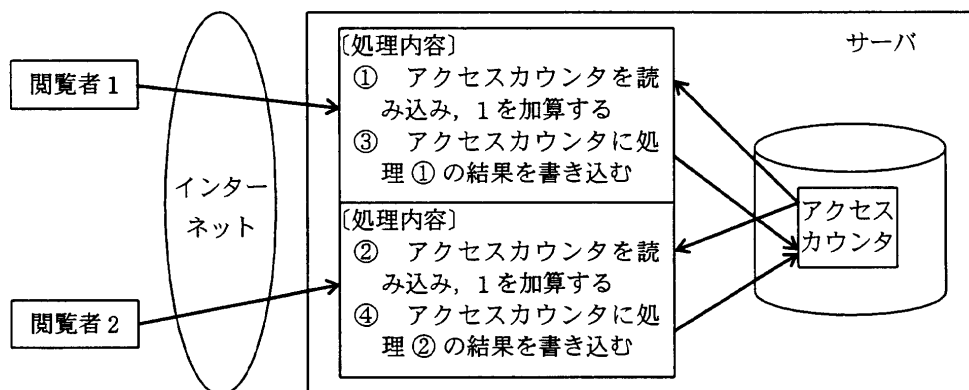 サーバ
閲覧者1
〔処理内容〕
① アクセスカウンタを読
み込み,1を加算する
③ アクセスカウンタに処
理①の結果を書き込む
インター
ネット
〔処理内容〕
② アクセスカウンタを読
み込み,1を加算する
④ アクセスカウンタに処
理②の結果を書き込む
アクセス
カウンタ
閲覧者2